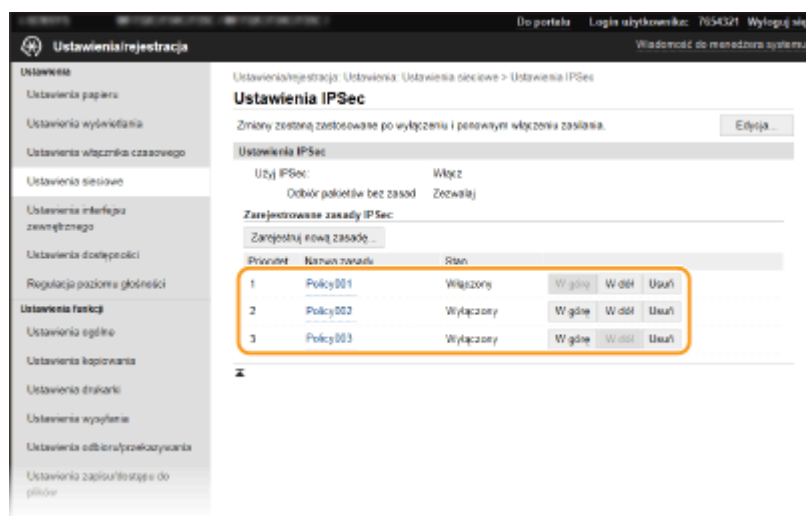 Do portalu Login użytkownika: 7654321 Wyloguj się
Ustawienia/rejestracja
Wiadomość do menedżera systemu
Ustawienia
Ustawienia papieru
Ustawienia wyświetlania
Ustawienia włącznika czasowego
Ustawienia sieciowe
Ustawienia interfejsu
zewnętrznego
Ustawienia dostępności
Regulacja poziomu głośności
Ustawienia funkcji
Ustawienia ogólne
Ustawienia kopiowania
Ustawienia drukarki
Ustawienia wysyłania
Ustawienia odbioru/przekazywania
Ustawienia zapisu/dostępu do
plików
Ustawienia/rejestracja: Ustawienia: Ustawienia sieciowe > Ustawienia IPSec
Ustawienia IPSec
Zmiany zostaną zastosowane po wyłączeniu i ponownym włączeniu zasilania.
Edycja...
Ustawienia IPSec
Użyj IPSec: Włącz
Odbiór pakietów bez zasad Zezwalaj
Zarejestrowane zasady IPSec
Zarejestruj nową zasadę...
Priorytet Nazwa zasady Stan
1 Policy001 Włączony W górę W dół Usuń
2 Policy002 Wyłączony W górę W dół Usuń
3 Policy003 Wyłączony W górę W dół Usuń